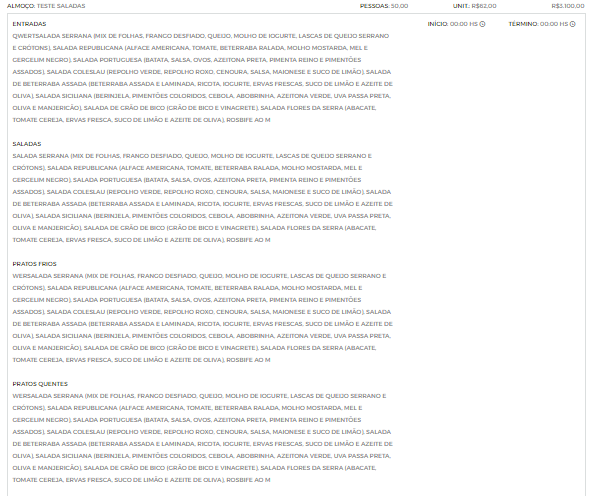 ALMOÇO: TESTE SALADAS PESSOAS: 50,00 UNIT: R$62,00 R$3.100,00
ENTRADAS INÍCIO: 00:00 HS TÉRMINO: 00:00 HS
QWERTSALADA SERRANA (MIX DE FOLHAS, FRANGO DESFIADO, QUEIJO, MOLHO DE IOGURTE, LASCAS DE QUEIJO SERRANO
E CRÓTONS), SALADA REPUBLICANA (ALFACE AMERICANA, TOMATE, BETERRABA RALADA, MOLHO MOSTARDA, MEL E
GERGELIM NEGRO), SALADA PORTUGUESA (BATATA, SALSA, OVOS, AZEITONA PRETA, PIMENTA REINO E PIMENTÕES
ASSADOS), SALADA COLESLAU (REPOLHO VERDE, REPOLHO ROXO, CENOURA, SALSA, MAIONESE E SUCO DE LIMÃO), SALADA
DE BETERRABA ASSADA (BETERRABA ASSADA E LAMINADA, RICOTA, IOGURTE, ERVAS FRESCAS, SUCO DE LIMÃO E AZEITE DE
OLIVA), SALADA SICILIANA (BERINJELA, PIMENTÕES COLORIDOS, CEBOLA, ABOBRINHA, AZEITONA VERDE, UVA PASSA PRETA,
OLIVA E MANJERICÃO), SALADA DE GRÃO DE BICO (GRÃO DE BICO E VINAGRETE), SALADA FLORES DA SERRA (ABACATE,
TOMATE CEREJA, ERVAS FRESCA, SUCO DE LIMÃO E AZEITE DE OLIVA), ROSBIFE AO M
SALADAS
SALADA SERRANA (MIX DE FOLHAS, FRANGO DESFIADO, QUEIJO, MOLHO DE IOGURTE, LASCAS DE QUEIJO SERRANO E
CRÓTONS), SALADA REPUBLICANA (ALFACE AMERICANA, TOMATE, BETERRABA RALADA, MOLHO MOSTARDA, MEL E
GERGELIM NEGRO), SALADA PORTUGUESA (BATATA, SALSA, OVOS, AZEITONA PRETA, PIMENTA REINO E PIMENTÕES
ASSADOS), SALADA COLESLAU (REPOLHO VERDE, REPOLHO ROXO, CENOURA, SALSA, MAIONESE E SUCO DE LIMÃO), SALADA
DE BETERRABA ASSADA (BETERRABA ASSADA E LAMINADA, RICOTA, IOGURTE, ERVAS FRESCAS, SUCO DE LIMÃO E AZEITE DE
OLIVA), SALADA SICILIANA (BERINJELA, PIMENTÕES COLORIDOS, CEBOLA, ABOBRINHA, AZEITONA VERDE, UVA PASSA PRETA,
OLIVA E MANJERICÃO), SALADA DE GRÃO DE BICO (GRÃO DE BICO E VINAGRETE), SALADA FLORES DA SERRA (ABACATE,
TOMATE CEREJA, ERVAS FRESCA, SUCO DE LIMÃO E AZEITE DE OLIVA), ROSBIFE AO M
PRATOS FRIOS
WERSALADA SERRANA (MIX DE FOLHAS, FRANGO DESFIADO, QUEIJO, MOLHO DE IOGURTE, LASCAS DE QUEIJO SERRANO E
CRÓTONS), SALADA REPUBLICANA (ALFACE AMERICANA, TOMATE, BETERRABA RALADA, MOLHO MOSTARDA, MEL E
GERGELIM NEGRO), SALADA PORTUGUESA (BATATA, SALSA, OVOS, AZEITONA PRETA, PIMENTA REINO E PIMENTÕES
ASSADOS), SALADA COLESLAU (REPOLHO VERDE, REPOLHO ROXO, CENOURA, SALSA, MAIONESE E SUCO DE LIMÃO), SALADA
DE BETERRABA ASSADA (BETERRABA ASSADA E LAMINADA, RICOTA, IOGURTE, ERVAS FRESCAS, SUCO DE LIMÃO E AZEITE DE
OLIVA), SALADA SICILIANA (BERINJELA, PIMENTÕES COLORIDOS, CEBOLA, ABOBRINHA, AZEITONA VERDE, UVA PASSA PRETA,
OLIVA E MANJERICÃO), SALADA DE GRÃO DE BICO (GRÃO DE BICO E VINAGRETE), SALADA FLORES DA SERRA (ABACATE,
TOMATE CEREJA, ERVAS FRESCA, SUCO DE LIMÃO E AZEITE DE OLIVA), ROSBIFE AO M
PRATOS QUENTES
WERSALADA SERRANA (MIX DE FOLHAS, FRANGO DESFIADO, QUEIJO, MOLHO DE IOGURTE, LASCAS DE QUEIJO SERRANO E
CRÓTONS), SALADA REPUBLICANA (ALFACE AMERICANA, TOMATE, BETERRABA RALADA, MOLHO MOSTARDA, MEL E
GERGELIM NEGRO), SALADA PORTUGUESA (BATATA, SALSA, OVOS, AZEITONA PRETA, PIMENTA REINO E PIMENTÕES
ASSADOS), SALADA COLESLAU (REPOLHO VERDE, REPOLHO ROXO, CENOURA, SALSA, MAIONESE E SUCO DE LIMÃO), SALADA
DE BETERRABA ASSADA (BETERRABA ASSADA E LAMINADA, RICOTA, IOGURTE, ERVAS FRESCAS, SUCO DE LIMÃO E AZEITE DE
OLIVA), SALADA SICILIANA (BERINJELA, PIMENTÕES COLORIDOS, CEBOLA, ABOBRINHA, AZEITONA VERDE, UVA PASSA PRETA,
OLIVA E MANJERICÃO), SALADA DE GRÃO DE BICO (GRÃO DE BICO E VINAGRETE), SALADA FLORES DA SERRA (ABACATE,
TOMATE CEREJA, ERVAS FRESCA, SUCO DE LIMÃO E AZEITE DE OLIVA), ROSBIFE AO M